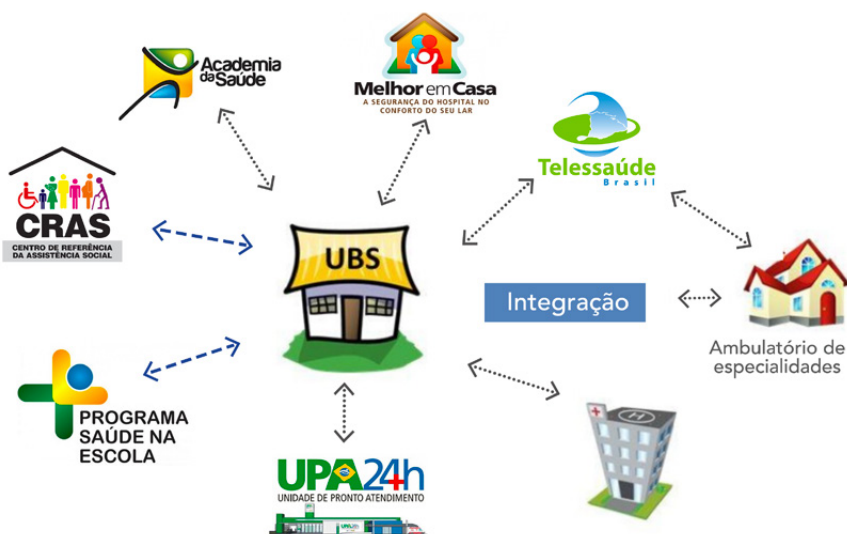 Academia
da Saúde
Melhor em Casa
A SEGURANÇA DO HOSPITAL NO
CONFORTO DO SEU LAR
Telessaúde
Brasil
CRAS
CENTRO DE REFERÊNCIA
DA ASSISTÊNCIA SOCIAL
UBS
Integração
Ambulatório de
especialidades
PROGRAMA
SAÚDE NA
ESCOLA
H
UPA24h
UNIDADE DE PRONTO ATENDIMENTO
UPA24h